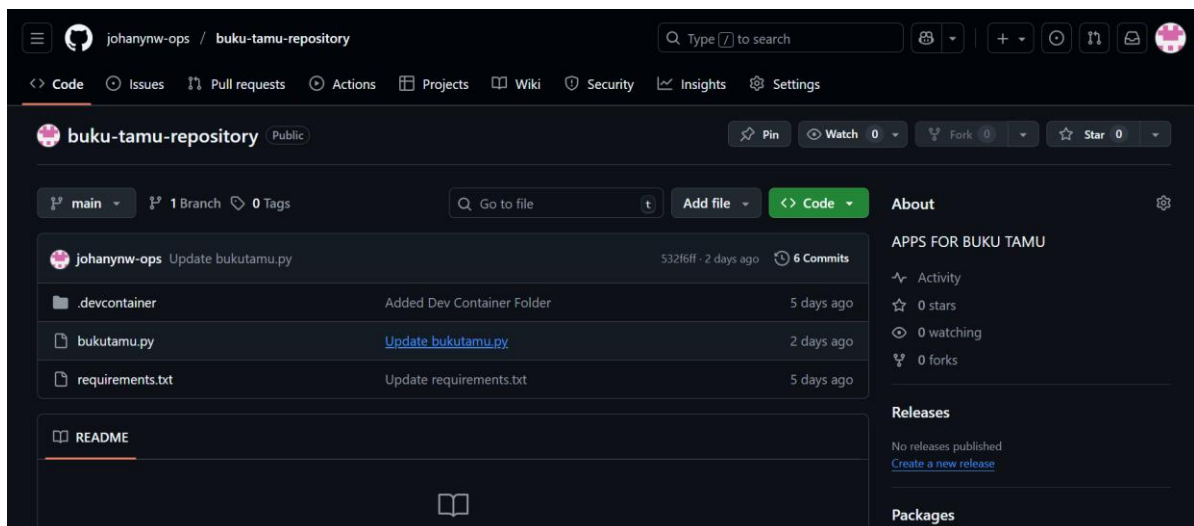 johanynw-ops / buku-tamu-repository
Type / to search
Code Issues Pull requests Actions Projects Wiki Security Insights Settings
buku-tamu-repository Public
Pin Watch 0 Fork 0 Star 0
main 1 Branch 0 Tags
Go to file t Add file Code
johanynw-ops Update bukutamu.py 532f6ff · 2 days ago 6 Commits
.devcontainer Added Dev Container Folder 5 days ago
bukutamu.py Update bukutamu.py 2 days ago
requirements.txt Update requirements.txt 5 days ago
README
About
APPS FOR BUKU TAMU
Activity
0 stars
0 watching
0 forks
Releases
No releases published
Create a new release
Packages